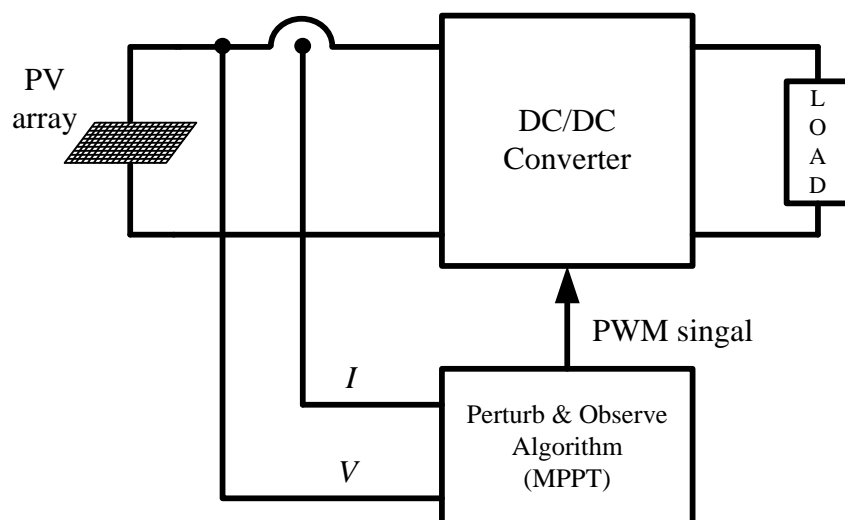 PV
array
DC/DC
Converter
L
O
A
D
PWM singal
I
V
Perturb & Observe
Algorithm
(MPPT)